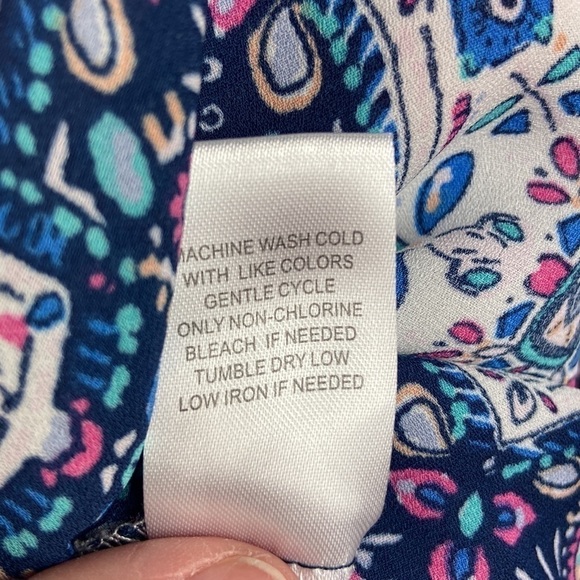 MACHINE WASH COLD
WITH LIKE COLORS
GENTLE CYCLE
ONLY NON-CHLORINE
BLEACH IF NEEDED
TUMBLE DRY LOW
LOW IRON IF NEEDED